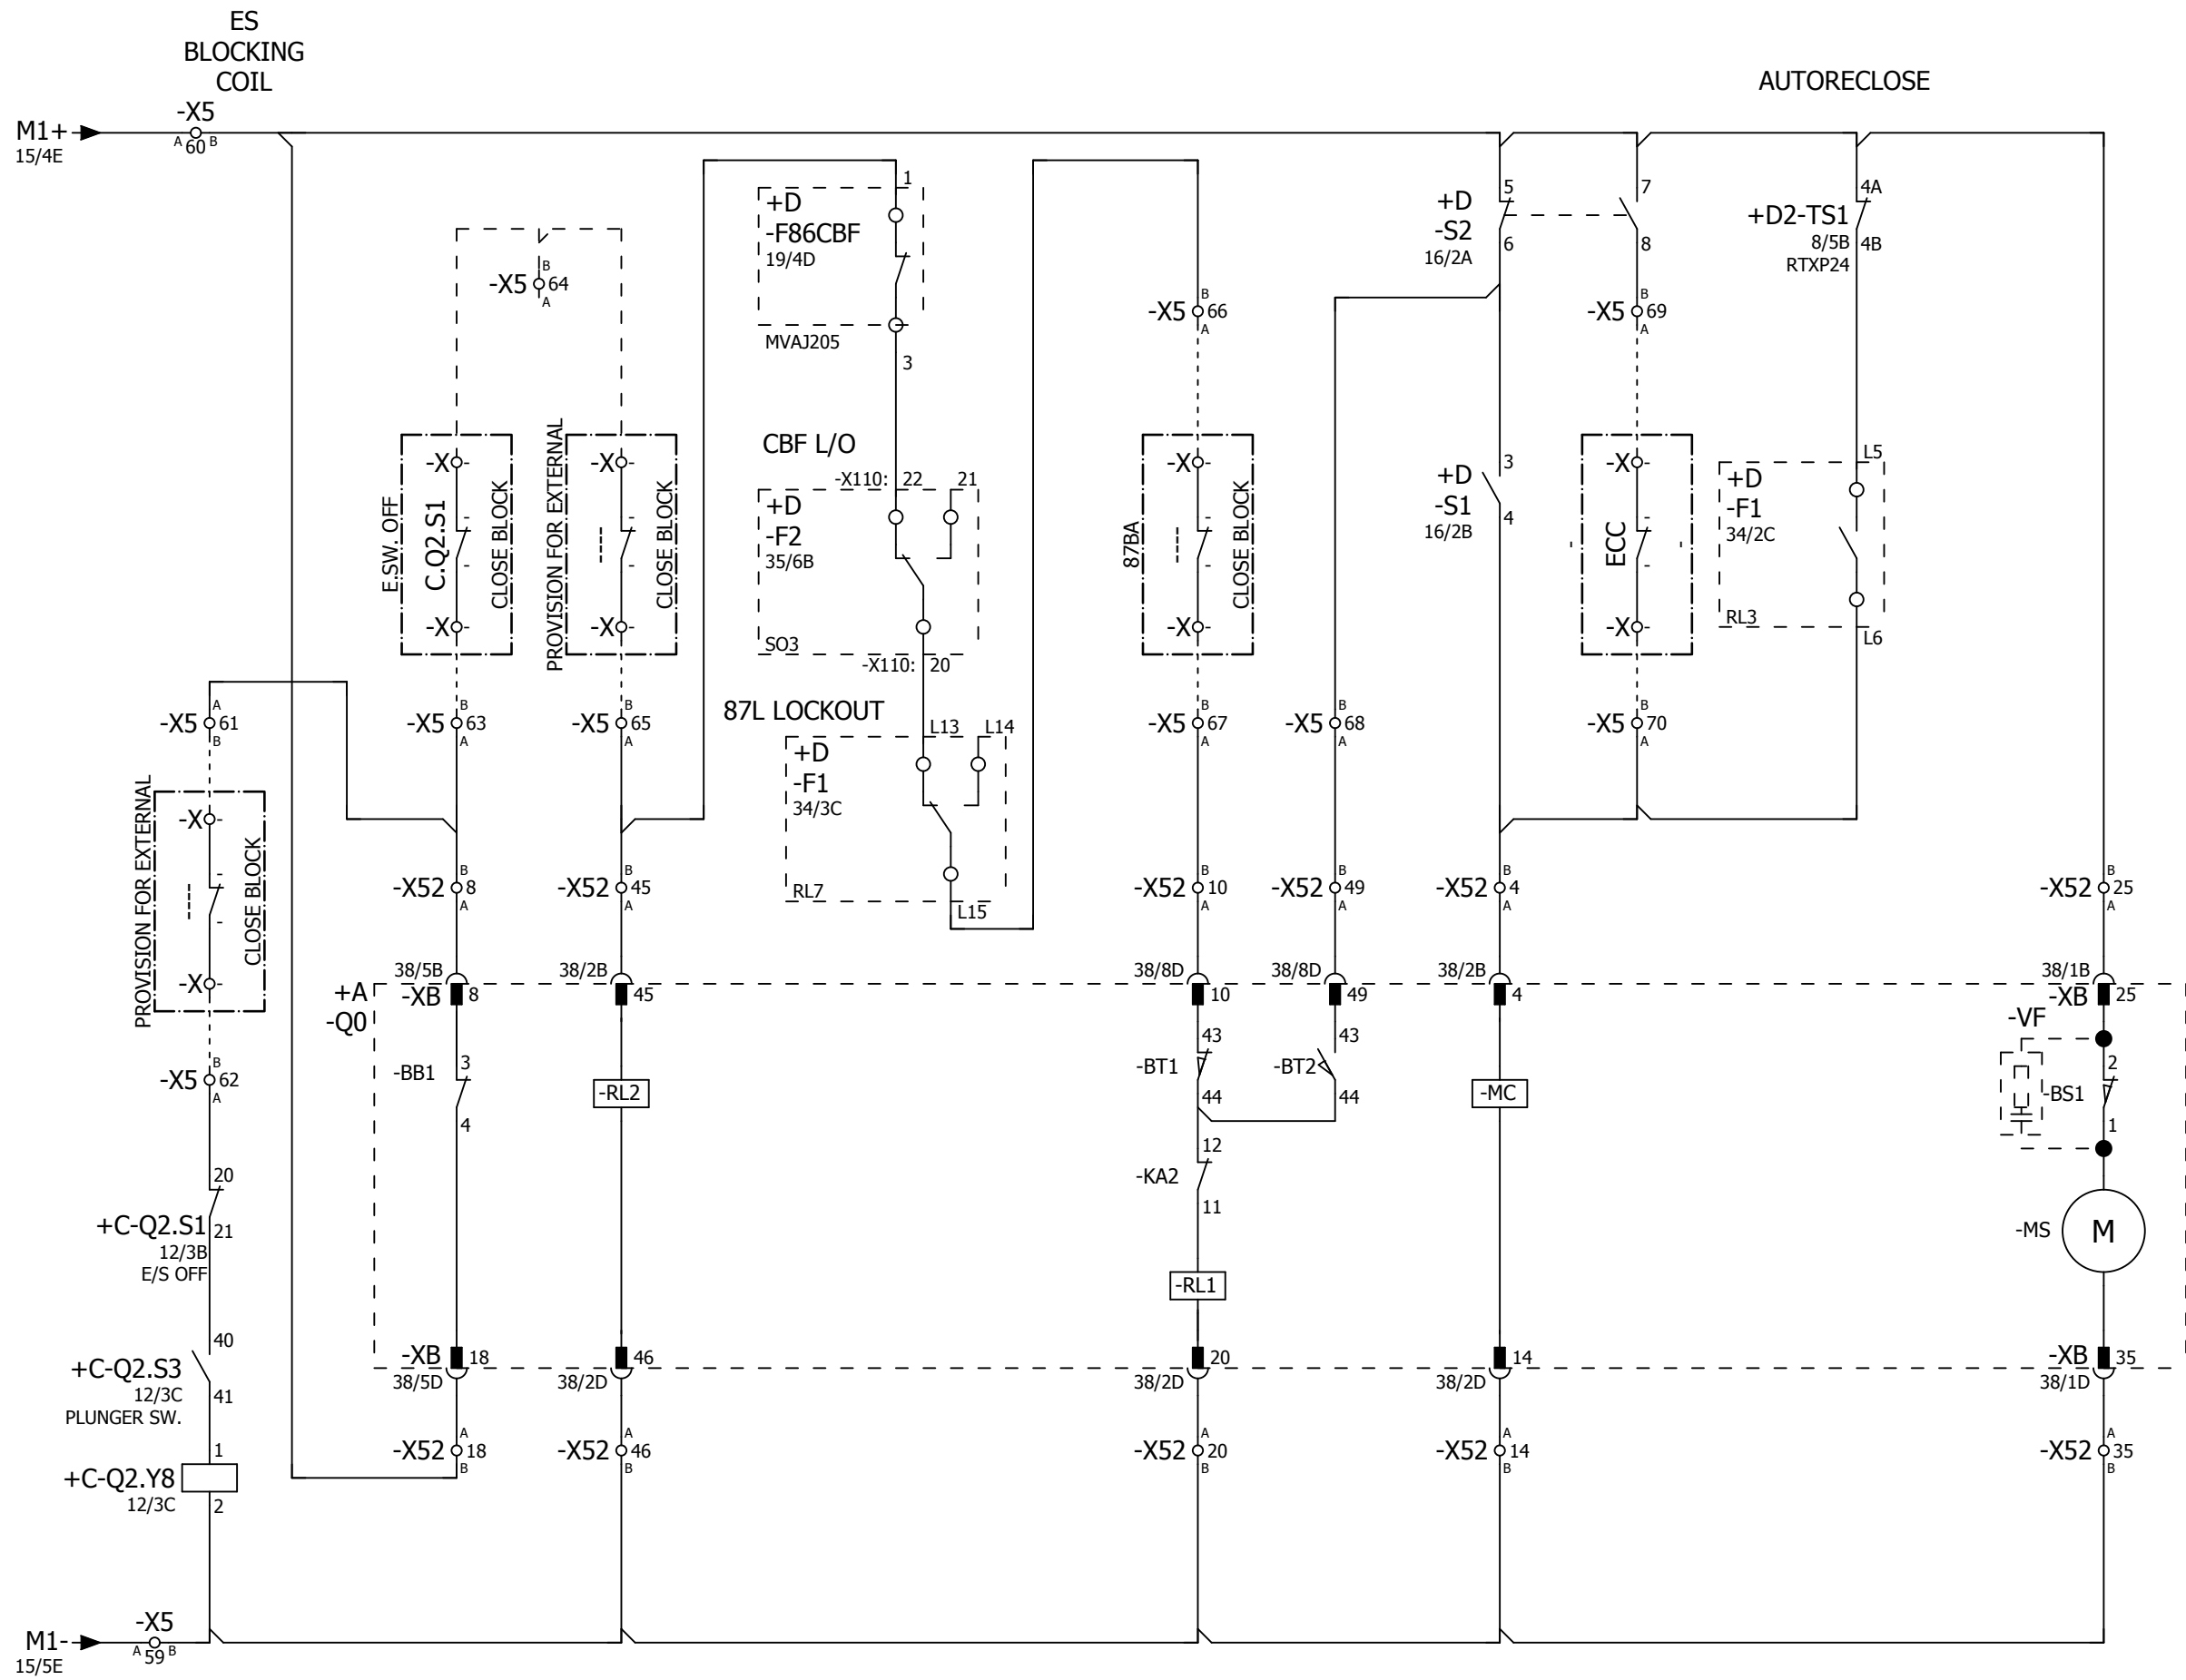 ES
BLOCKING
COIL
AUTORECLOSE
M1+
15/4E
-X5
A 60 B
+D
-F86CBF
19/4D
1
MVAJ205
3
-X5
B
64
A
-X5
B
66
A
+D
-S2
16/2A
5
6
7
8
-X5
B
69
A
+D2-TS1
8/5B
RTXP24
4A
4B
E.SW. OFF
-X
-
C.Q2.S1
-
-
CLOSE BLOCK
-X
-
PROVISION FOR EXTERNAL
-X
-
-
-
CLOSE BLOCK
-X
-
CBF L/O
-X110:
22
21
+D
-F2
35/6B
SO3
-X110:
20
87BA
-X
-
-
-
CLOSE BLOCK
-X
-
+D
-S1
16/2B
3
4
-X
-
ECC
-
-
-X
-
+D
-F1
34/2C
L5
RL3
L6
-X5
A
61
B
-X5
B
63
A
-X5
B
65
A
87L LOCKOUT
L13
L14
+D
-F1
34/3C
RL7
L15
-X5
B
67
A
-X5
B
68
A
-X5
B
70
A
PROVISION FOR EXTERNAL
-X
-
-
-
CLOSE BLOCK
-X
-
-X52
B
8
A
-X52
B
45
A
-X52
B
10
A
-X52
B
49
A
-X52
B
4
A
-X52
B
25
A
+A
-Q0
38/5B
-XB
8
38/2B
45
38/8D
10
38/8D
49
38/2B
4
38/1B
-XB
25
-X5
B
62
A
-BB1
3
4
-RL2
-BT1
43
44
-BT2
43
44
-MC
-VF
-BS1
2
1
-KA2
12
11
+C-Q2.S1
12/3B
E/S OFF
20
21
-RL1
-MS
M
+C-Q2.S3
12/3C
PLUNGER SW.
40
41
-XB
18
38/5D
46
38/2D
20
38/2D
14
38/2D
-XB
35
38/1D
+C-Q2.Y8
12/3C
1
2
-X52
A
18
B
-X52
A
46
B
-X52
A
20
B
-X52
A
14
B
-X52
A
35
B
M1-
15/5E
-X5
A 59 B